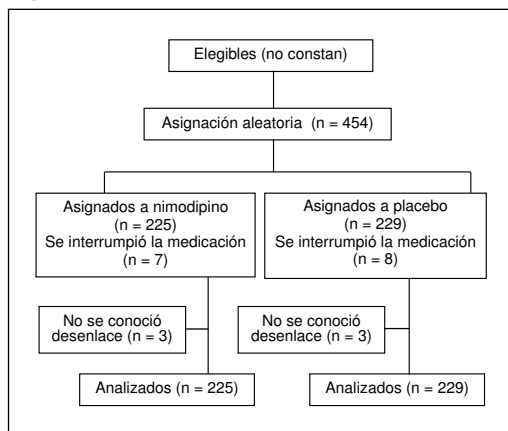 Elegibles (no constan)
Asignación aleatoria (n = 454)
Asignados a nimodipino
(n = 225)
Se interrumpió la medicación
(n = 7)
Asignados a placebo
(n = 229)
Se interrumpió la medicación
(n = 8)
No se conoció
desenlace (n = 3)
No se conoció
desenlace (n = 3)
Analizados (n = 225)
Analizados (n = 229)